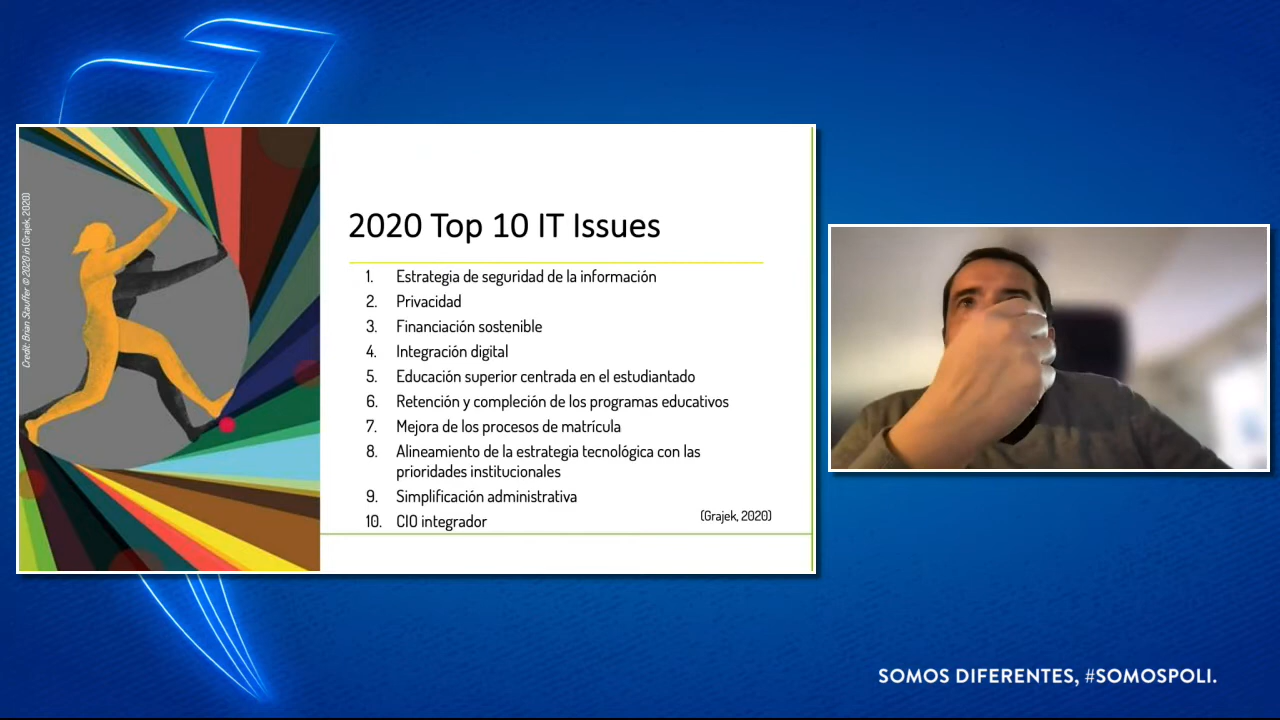 Credit: Brian Stauffer © 2020 in (Grajek, 2020)
2020 Top 10 IT Issues
1. Estrategia de seguridad de la información
2. Privacidad
3. Financiación sostenible
4. Integración digital
5. Educación superior centrada en el estudiantado
6. Retención y compleción de los programas educativos
7. Mejora de los procesos de matrícula
8. Alineamiento de la estrategia tecnológica con las
prioridades institucionales
9. Simplificación administrativa
10. CIO integrador
(Grajek, 2020)
SOMOS DIFERENTES, #SOMOSPOLI.